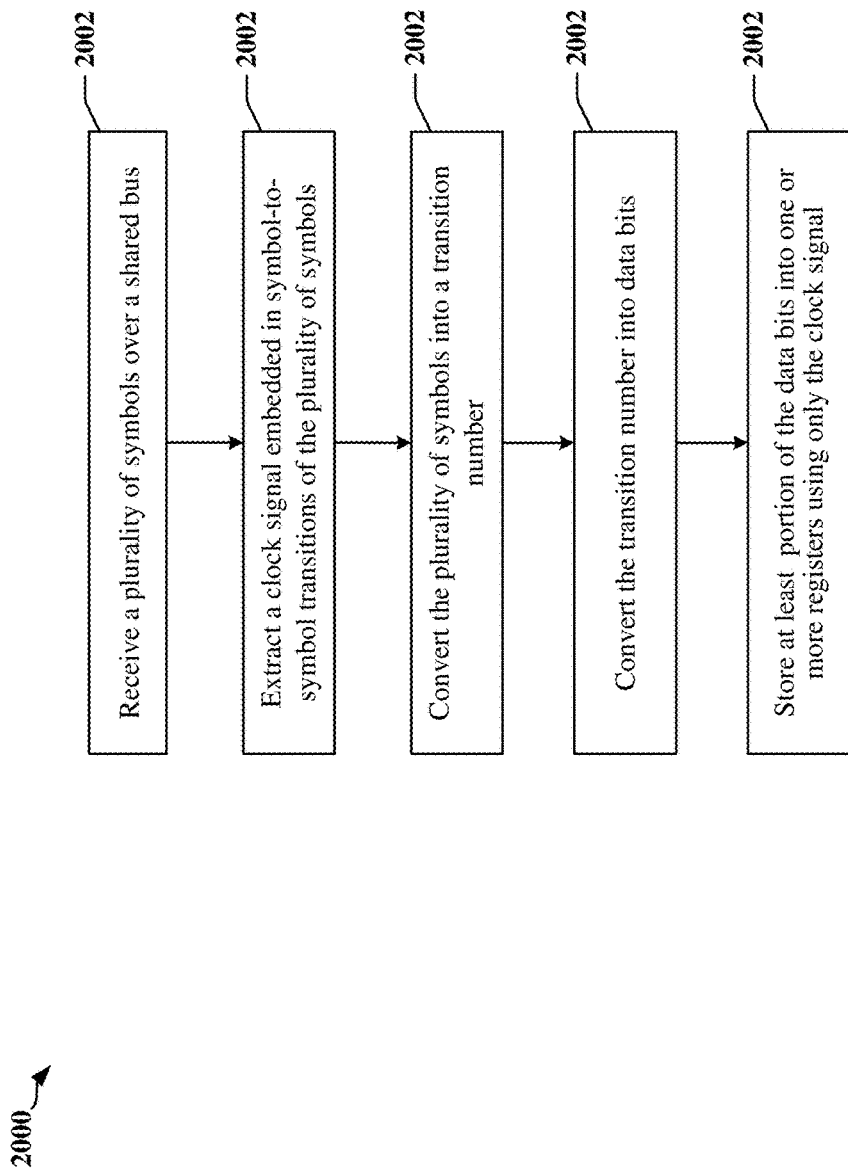 2000
2002
Receive a plurality of symbols over a shared bus
2002
Extract a clock signal embedded in symbol-to-
symbol transitions of the plurality of symbols
2002
Convert the plurality of symbols into a transition
number
2002
Convert the transition number into data bits
2002
Store at least portion of the data bits into one or
more registers using only the clock signal